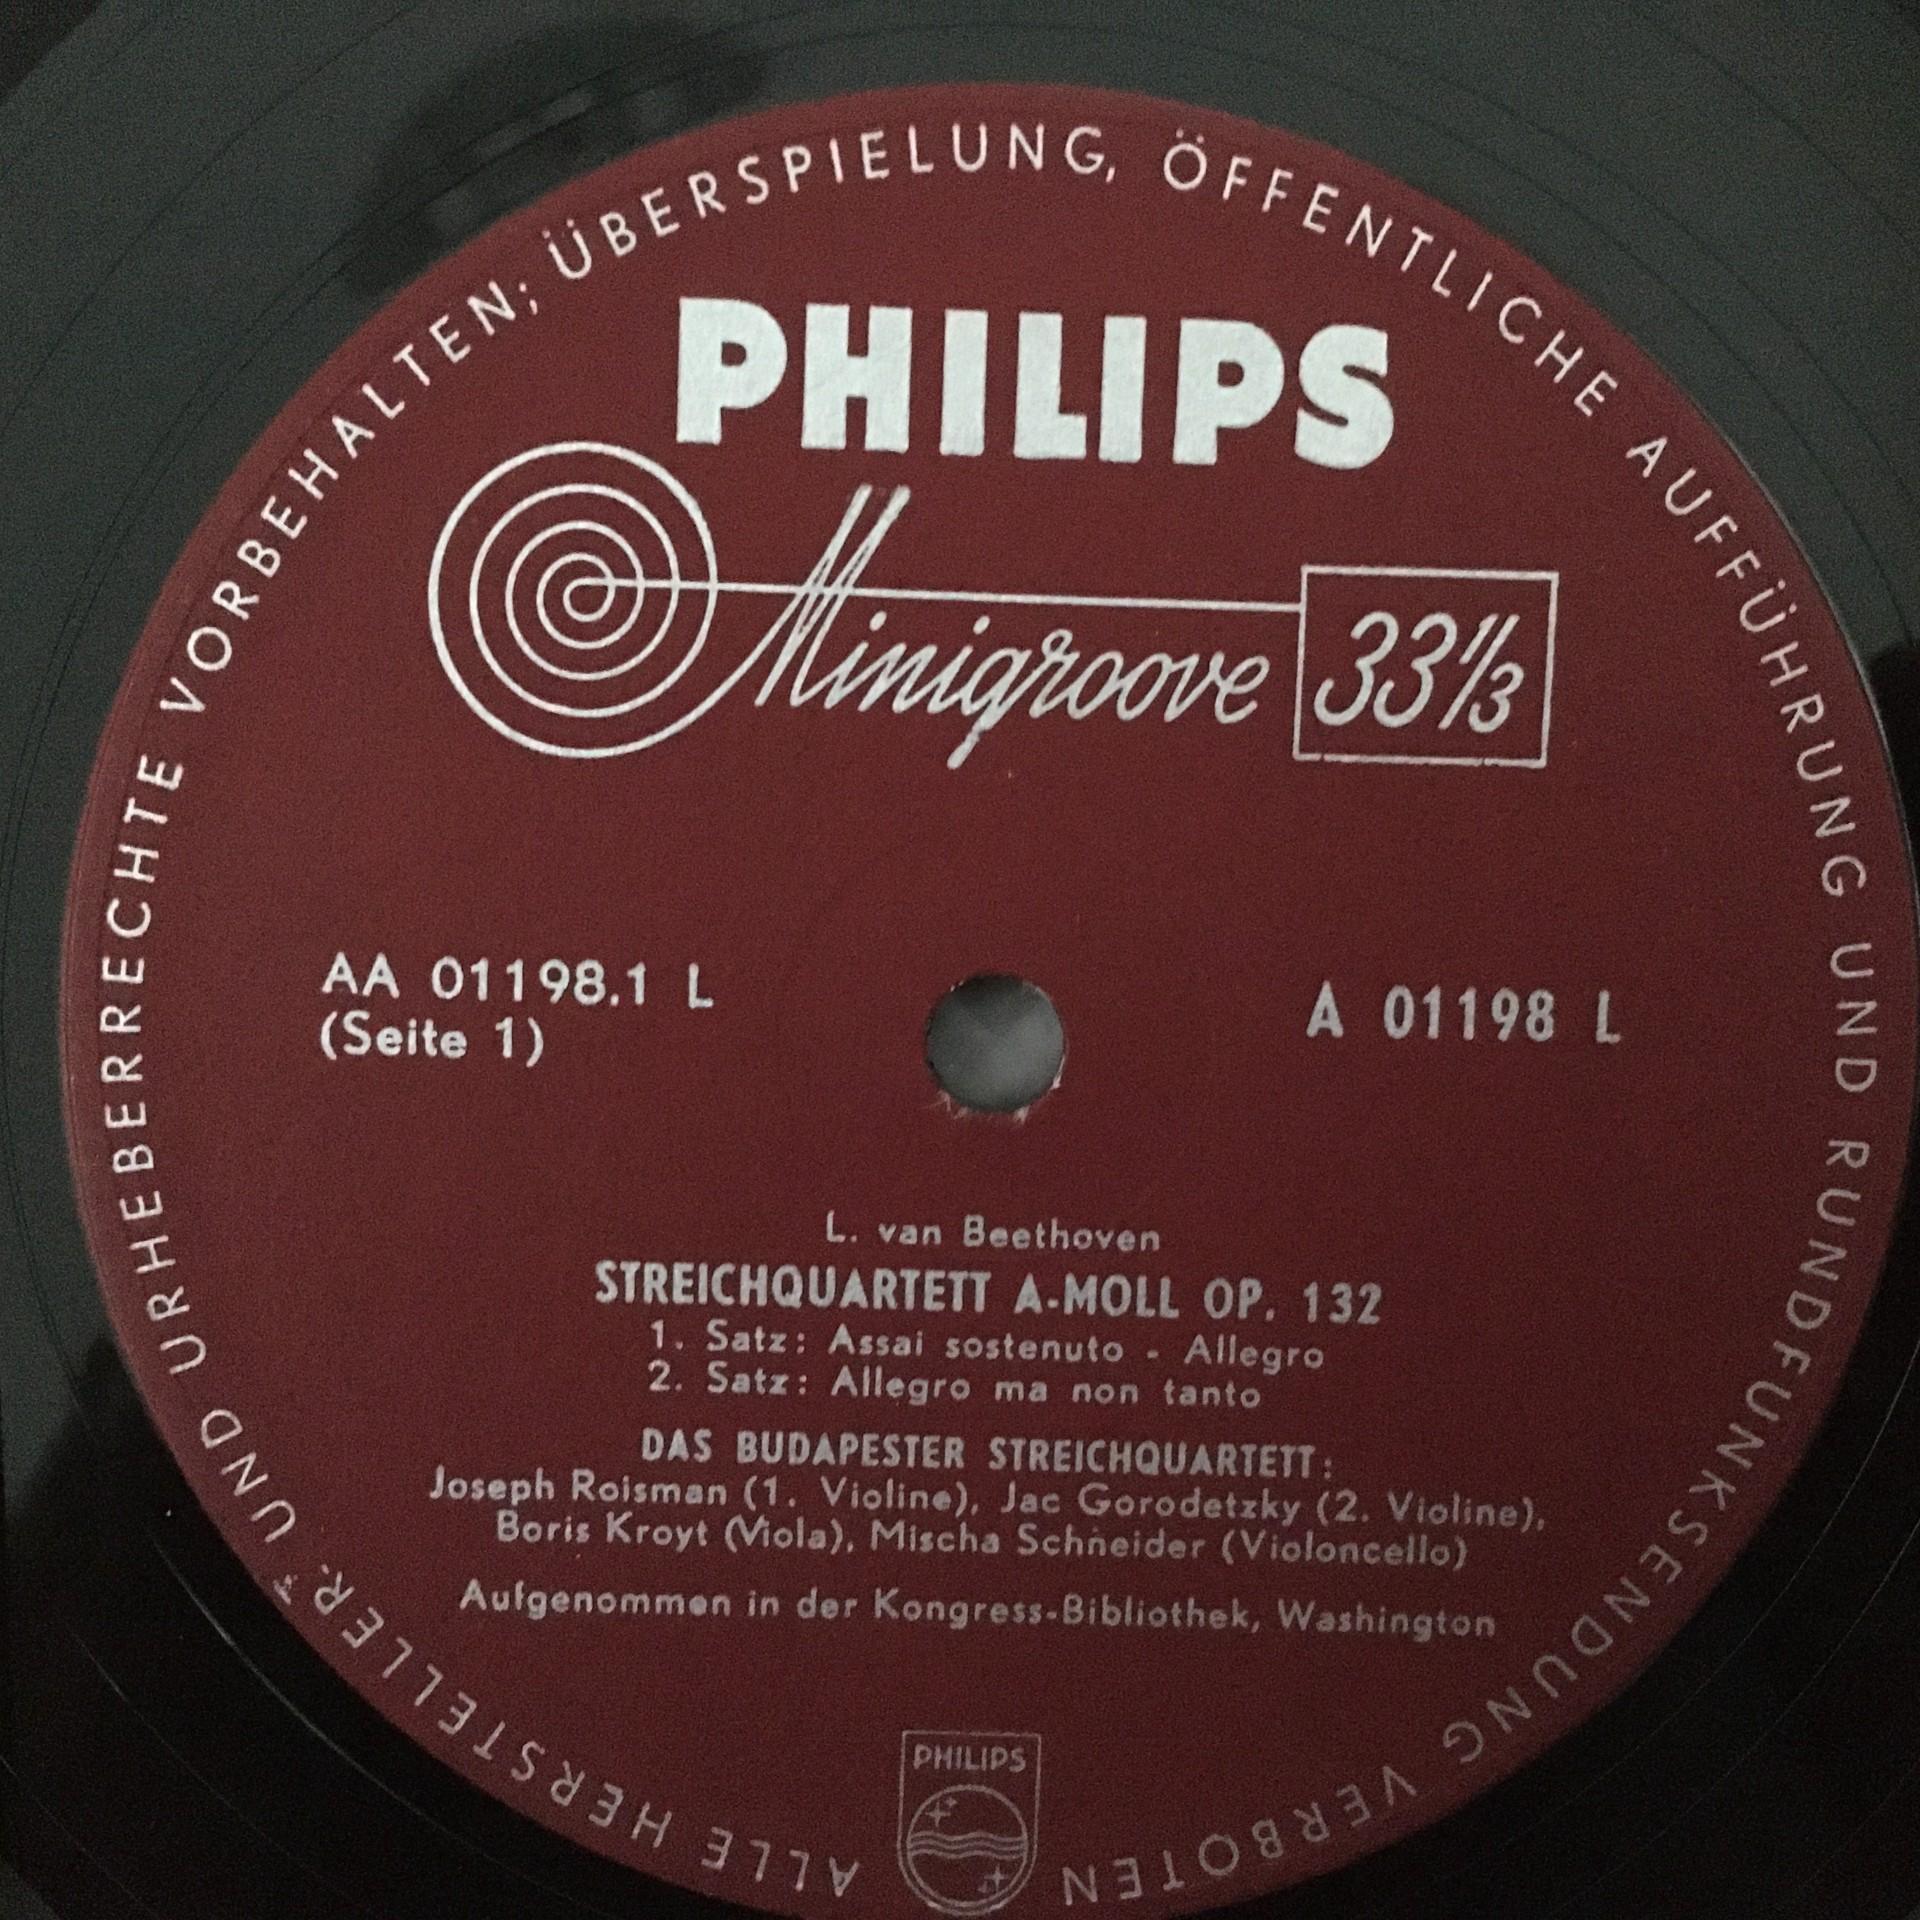 ALLE HERSTELLER- UND URHEBERRECHTE VORBEHALTEN; ÜBERSPIELUNG, ÖFFENTLICHE AUFFÜHRUNG UND RUNDFUNKSENDUNG VERBOTEN
PHILIPS
Minigroove 33 1/3
AA 01198.1 L
(Seite 1)
A 01198 L
L. van Beethoven
STREICHQUARTETT A-MOLL OP. 132
1. Satz: Assai sostenuto - Allegro
2. Satz: Allegro ma non tanto
DAS BUDAPESTER STREICHQUARTETT:
Joseph Roisman (1. Violine), Jac Gorodetzky (2. Violine),
Boris Kroyt (Viola), Mischa Schneider (Violoncello)
Aufgenommen in der Kongress-Bibliothek, Washington
PHILIPS